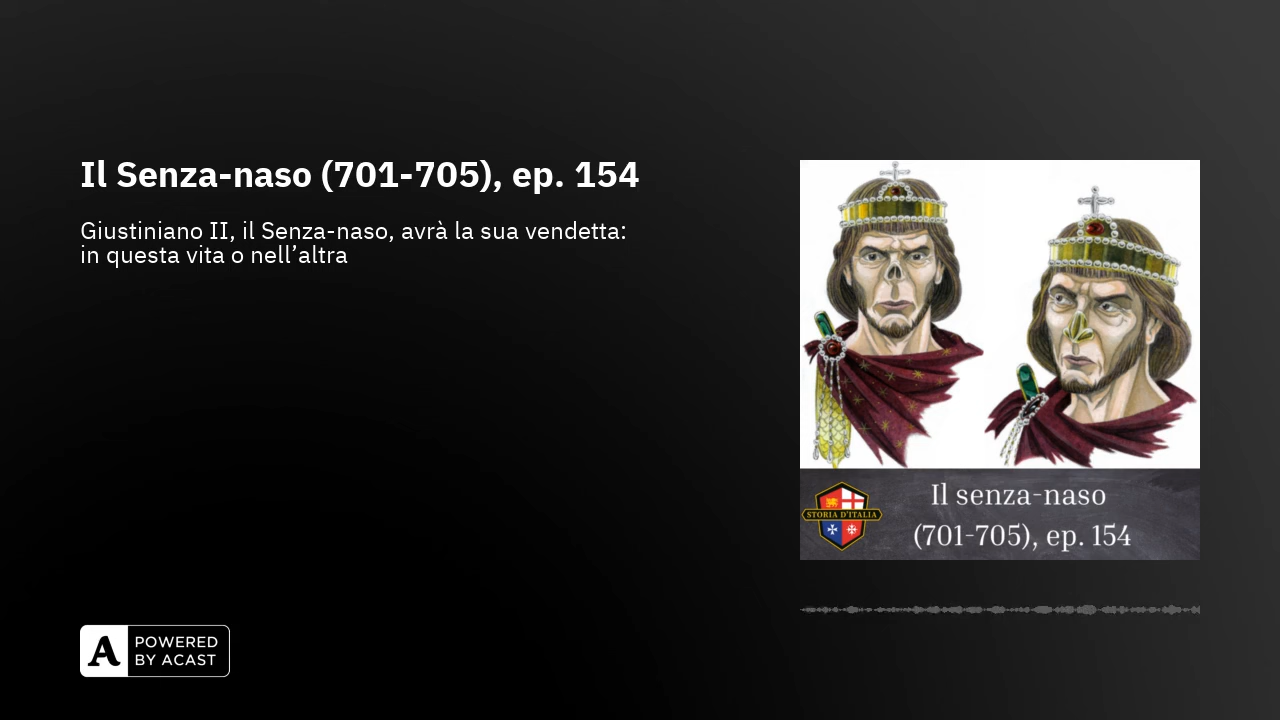 Il Senza-naso (701-705), ep. 154
Giustiniano II, il Senza-naso, avrà la sua vendetta:
in questa vita o nell’altra
STORIA D'ITALIA
Il senza-naso
(701-705), ep. 154
A POWERED
BY ACAST